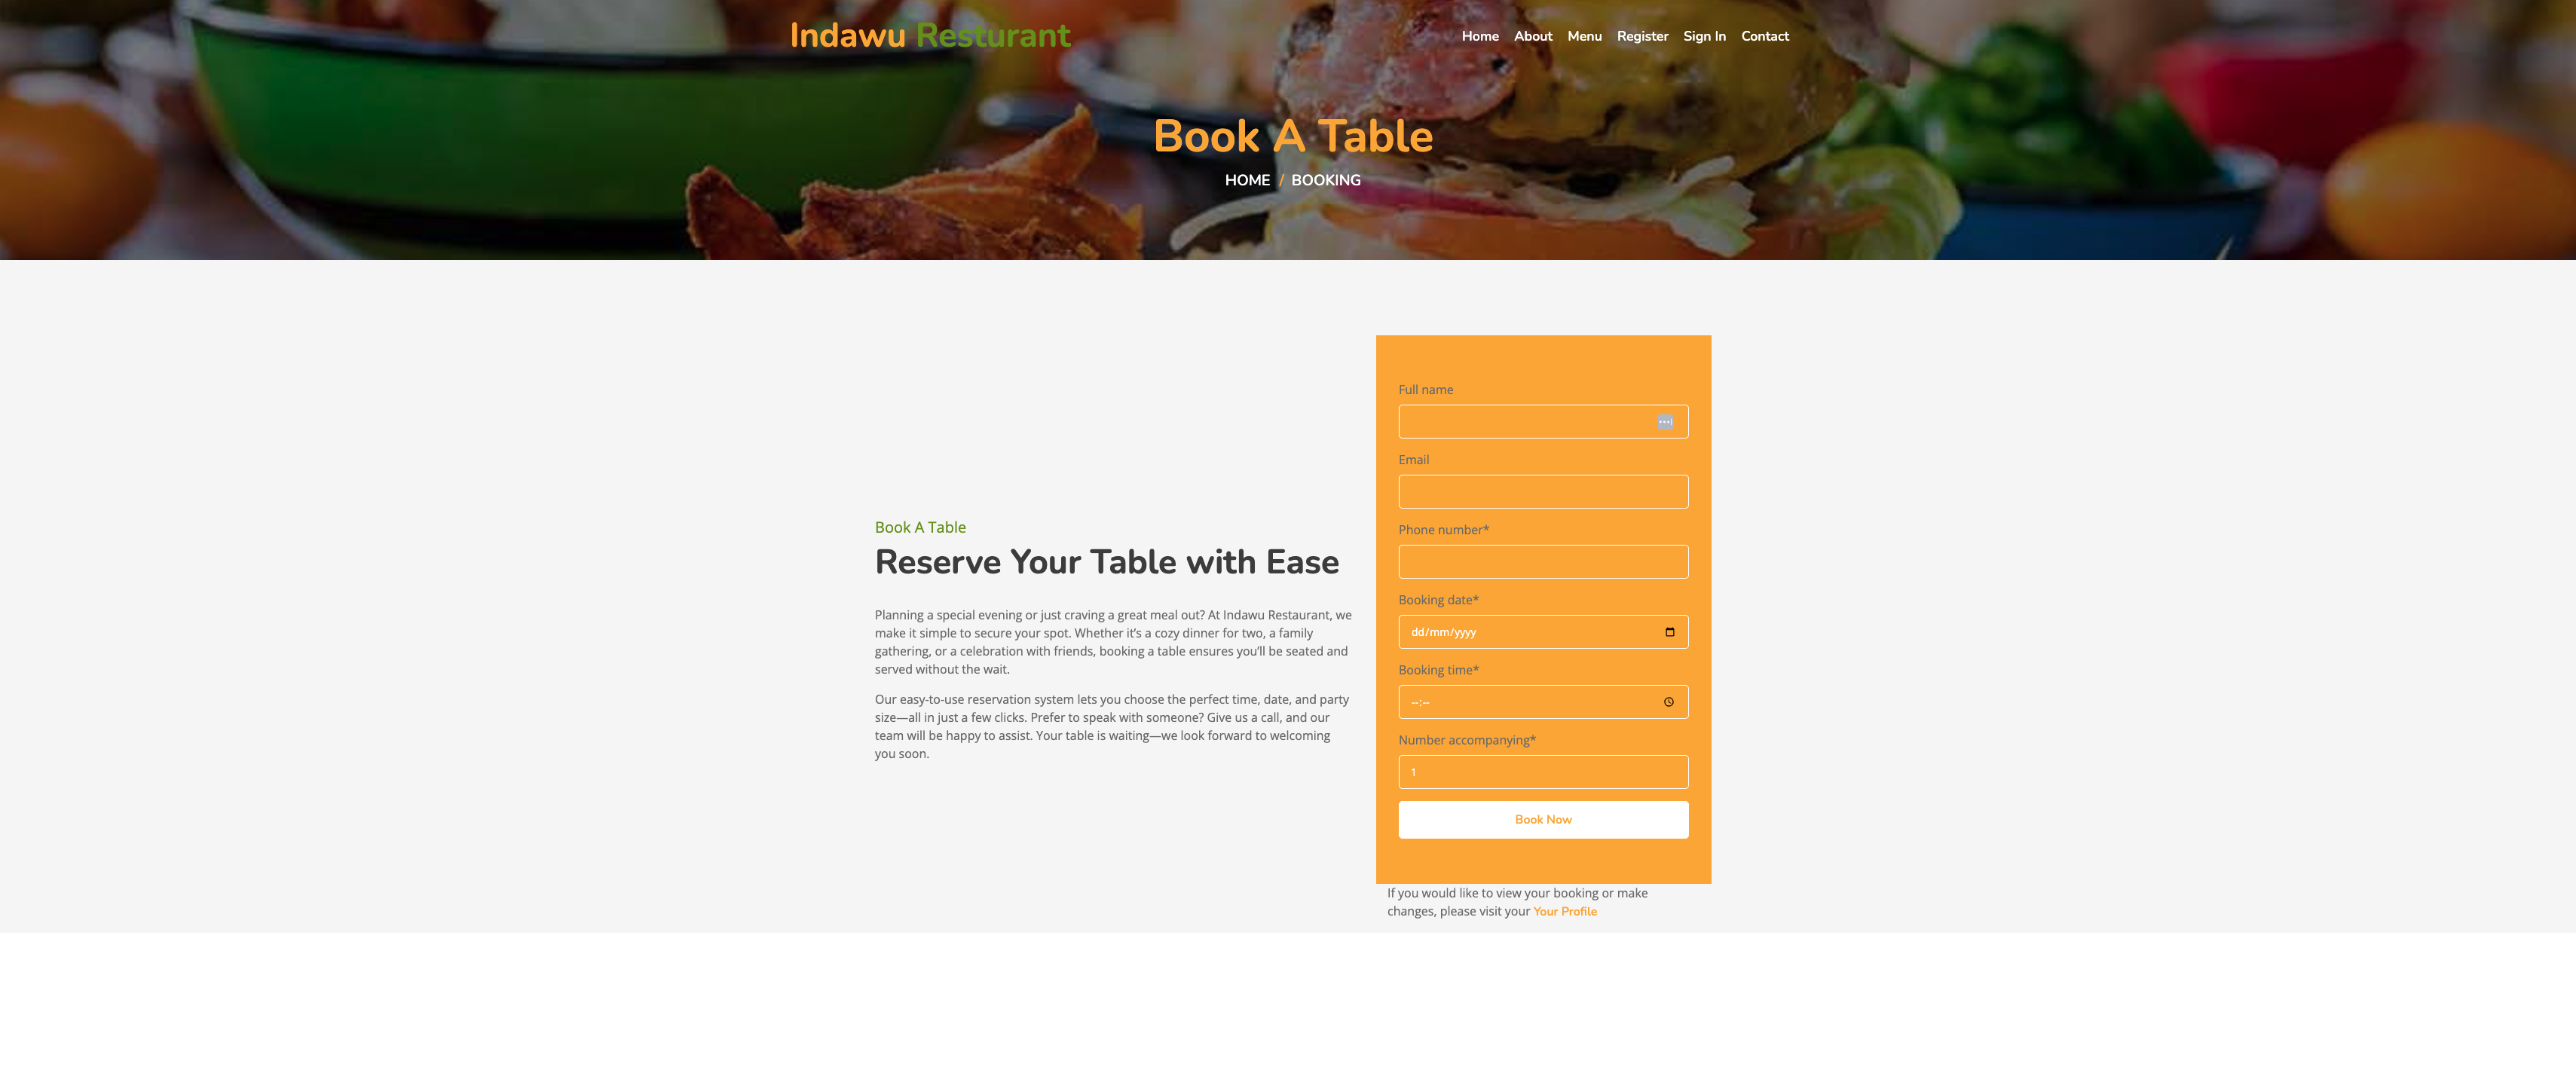 Indawu Resturant
Home About Menu Register Sign In Contact
Book A Table
HOME / BOOKING
Book A Table
Reserve Your Table with Ease
Planning a special evening or just craving a great meal out? At Indawu Restaurant, we
make it simple to secure your spot. Whether it’s a cozy dinner for two, a family
gathering, or a celebration with friends, booking a table ensures you’ll be seated and
served without the wait.
Our easy-to-use reservation system lets you choose the perfect time, date, and party
size—all in just a few clicks. Prefer to speak with someone? Give us a call, and our
team will be happy to assist. Your table is waiting—we look forward to welcoming
you soon.
Full name
Email
Phone number*
Booking date*
dd/mm/yyyy
Booking time*
--:--
Number accompanying*
1
Book Now
If you would like to view your booking or make
changes, please visit your Your Profile